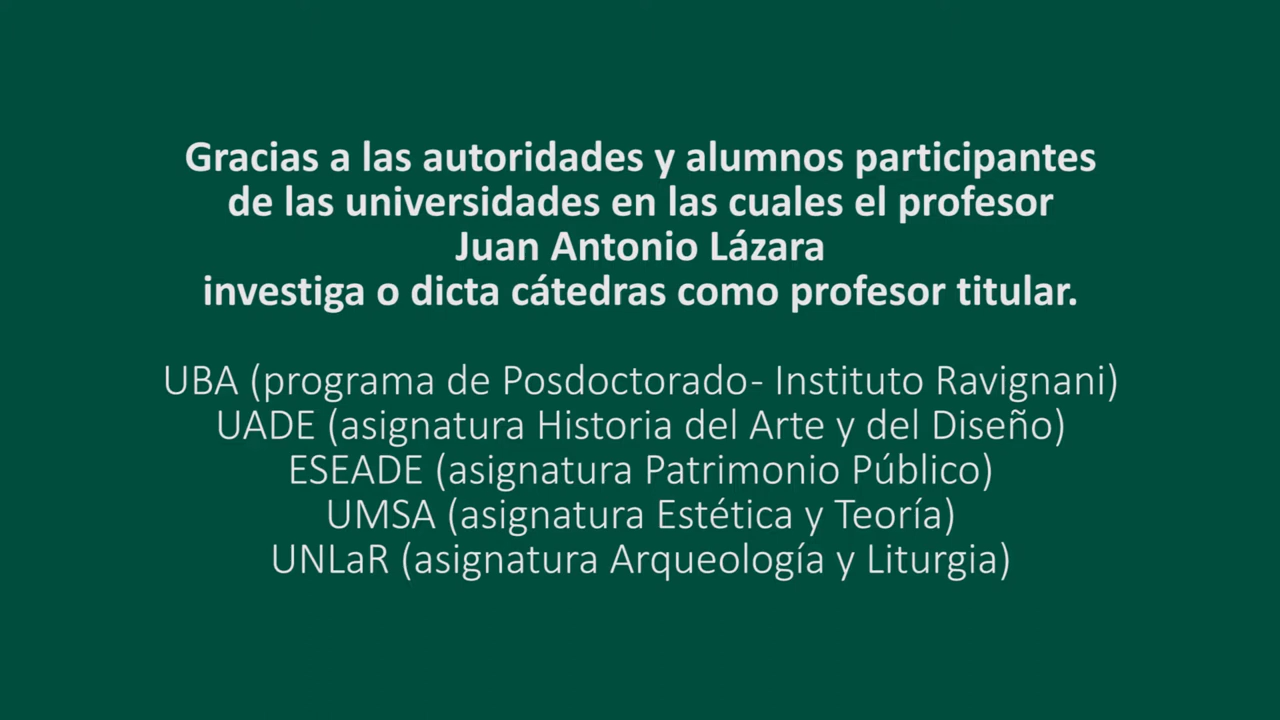 Gracias a las autoridades y alumnos participantes
de las universidades en las cuales el profesor
Juan Antonio Lázara
investiga o dicta cátedras como profesor titular.
UBA (programa de Posdoctorado- Instituto Ravignani)
UADE (asignatura Historia del Arte y del Diseño)
ESEADE (asignatura Patrimonio Público)
UMSA (asignatura Estética y Teoría)
UNLaR (asignatura Arqueología y Liturgia)